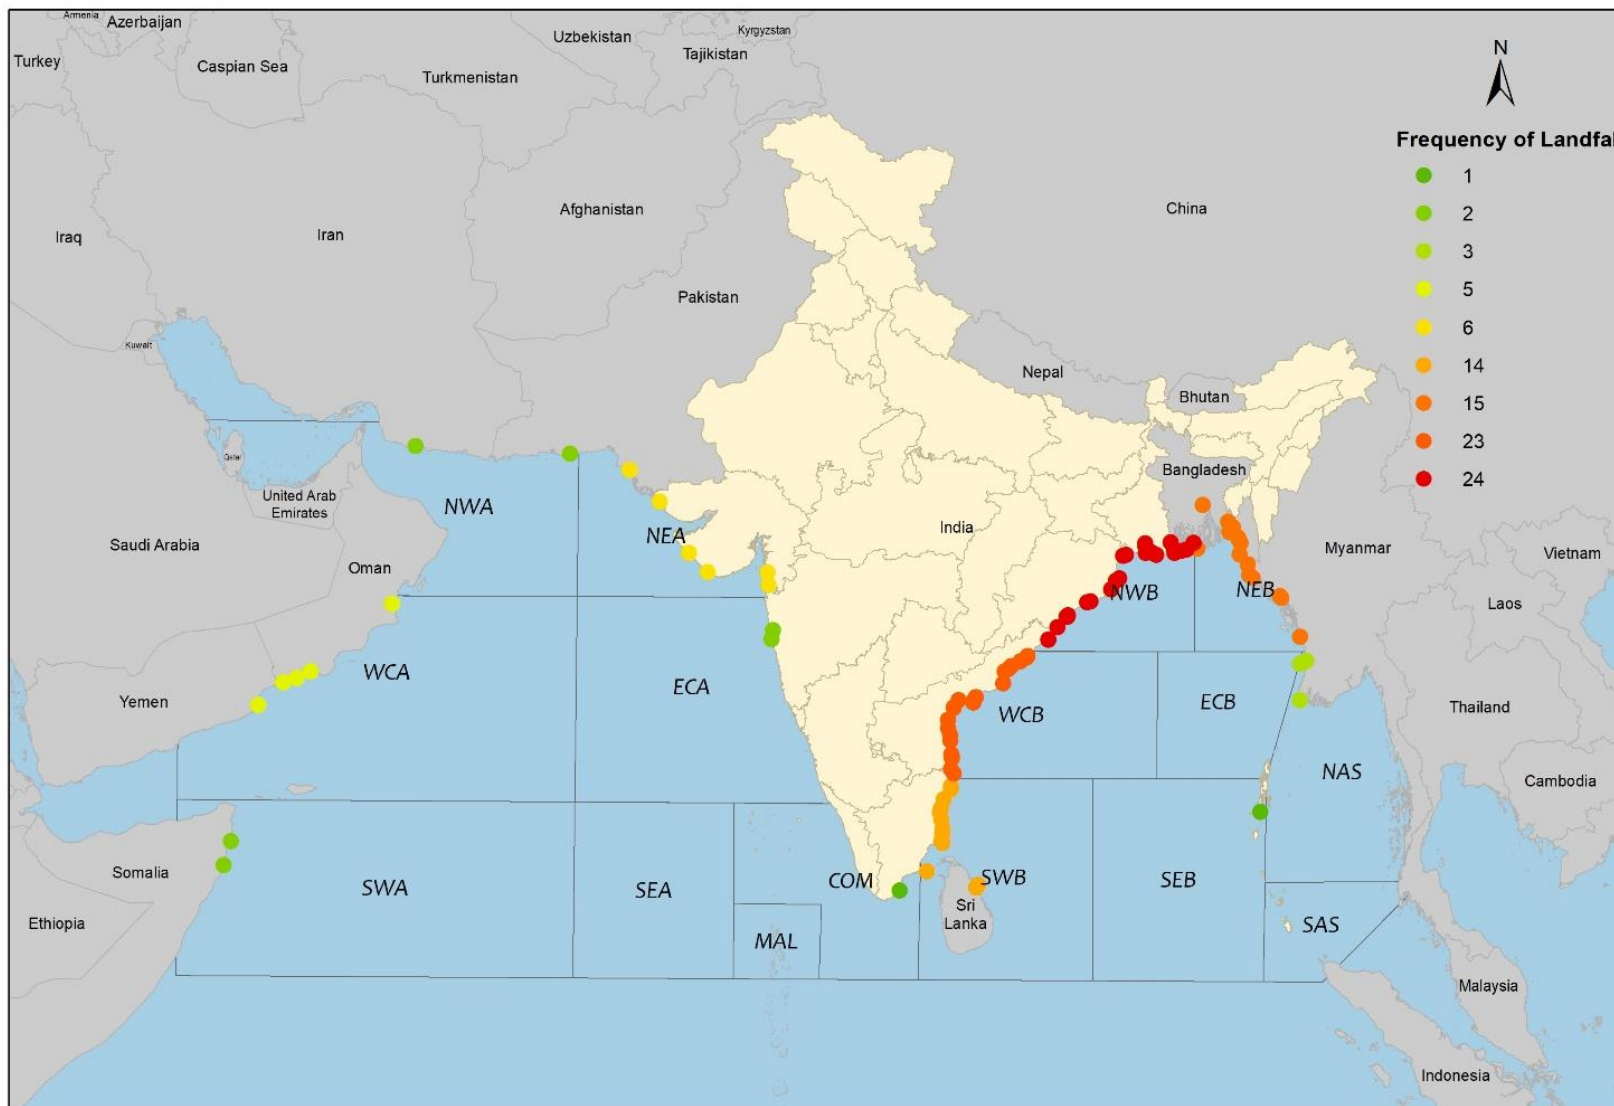 Armenia
Azerbaijan
Uzbekistan
Kyrgyzstan
Turkey
Caspian Sea
Turkmenistan
Tajikistan
N
Frequency of Landfal
1
2
3
5
6
14
15
23
24
Iraq
Iran
Afghanistan
China
Pakistan
Kuwait
Nepal
Bhutan
Qatar
United Arab
Emirates
Bangladesh
NWA
NEA
India
Saudi Arabia
Oman
Myanmar
Vietnam
NWB
NEB
Laos
Yemen
WCA
ECA
WCB
ECB
Thailand
NAS
Cambodia
Somalia
SWA
SEA
COM
SWB
SEB
Sri
Lanka
Ethiopia
MAL
SAS
Malaysia
Indonesia